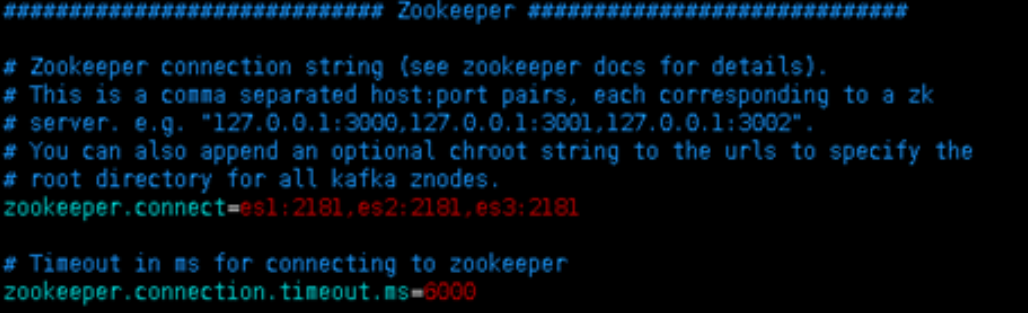 ############################# Zookeeper #############################
# Zookeeper connection string (see zookeeper docs for details).
# This is a comma separated host:port pairs, each corresponding to a zk
# server. e.g. "127.0.0.1:3000,127.0.0.1:3001,127.0.0.1:3002".
# You can also append an optional chroot string to the urls to specify the
# root directory for all kafka znodes.
zookeeper.connect=es1:2181,es2:2181,es3:2181
# Timeout in ms for connecting to zookeeper
zookeeper.connection.timeout.ms=6000